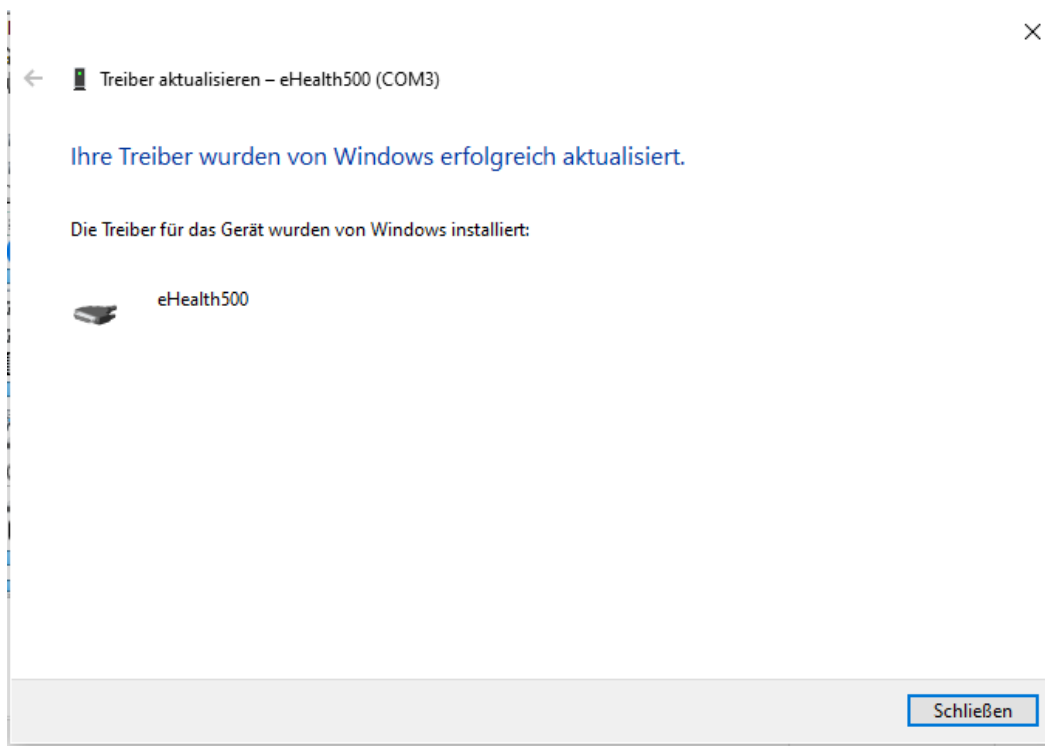 Treiber aktualisieren – eHealth500 (COM3)
Ihre Treiber wurden von Windows erfolgreich aktualisiert.
Die Treiber für das Gerät wurden von Windows installiert:
eHealth500
Schließen